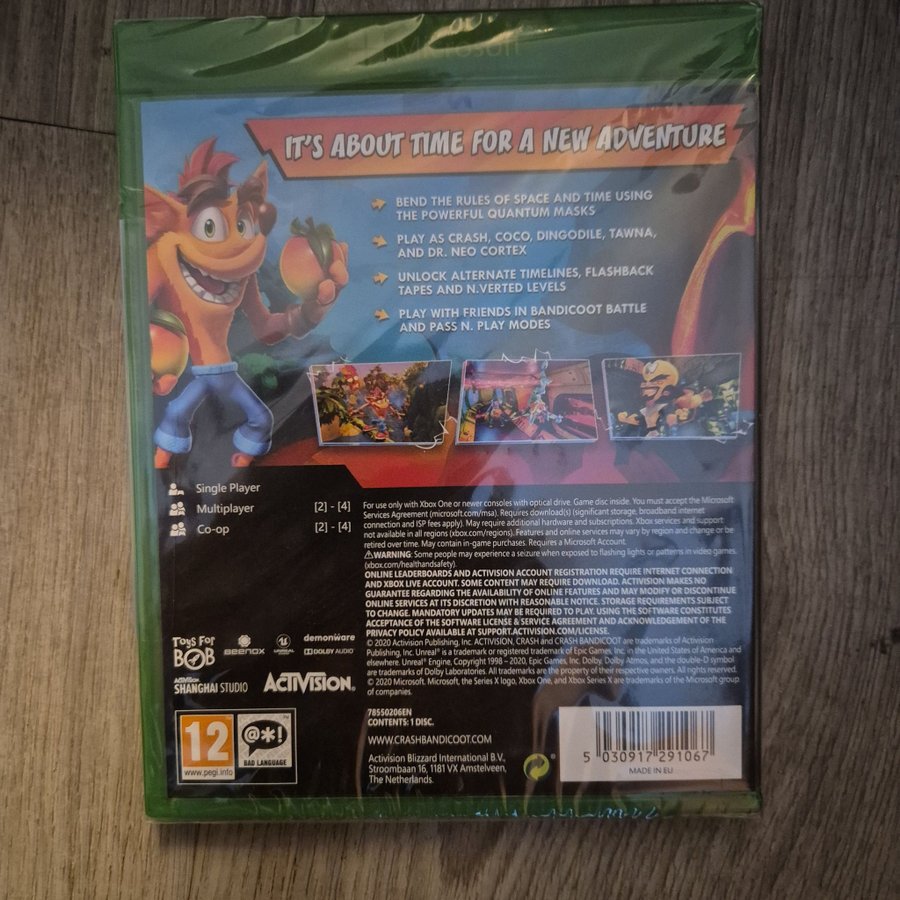 Microsoft
IT'S ABOUT TIME FOR A NEW ADVENTURE
BEND THE RULES OF SPACE AND TIME USING
THE POWERFUL QUANTUM MASKS
PLAY AS CRASH, COCO, DINGODILE, TAWNA,
AND DR. NEO CORTEX
UNLOCK ALTERNATE TIMELINES, FLASHBACK
TAPES AND N.VERTED LEVELS
PLAY WITH FRIENDS IN BANDICOOT BATTLE
AND PASS N. PLAY MODES
Single Player
Multiplayer [2] - [4]
Co-op [2] - [4]
For use only with Xbox One or newer consoles with optical drive. Game disc inside. You must accept the Microsoft
Services Agreement (microsoft.com/msa). Requires download(s) (significant storage, broadband internet
connection and ISP fees apply). May require additional hardware and subscriptions. Xbox services and support
not available in all regions (xbox.com/regions). Features and online services may vary by region and change or be
retired over time. May contain in-game purchases. Requires a Microsoft Account.
⚠WARNING: Some people may experience a seizure when exposed to flashing lights or patterns in video games.
(xbox.com/healthandsafety).
ONLINE LEADERBOARDS AND ACTIVISION ACCOUNT REGISTRATION REQUIRE INTERNET CONNECTION
AND XBOX LIVE ACCOUNT. SOME CONTENT MAY REQUIRE DOWNLOAD. ACTIVISION MAKES NO
GUARANTEE REGARDING THE AVAILABILITY OF ONLINE FEATURES AND MAY MODIFY OR DISCONTINUE
ONLINE SERVICES AT ITS DISCRETION WITH REASONABLE NOTICE. STORAGE REQUIREMENTS SUBJECT
TO CHANGE. MANDATORY UPDATES MAY BE REQUIRED TO PLAY. USING THE SOFTWARE CONSTITUTES
ACCEPTANCE OF THE SOFTWARE LICENSE & SERVICE AGREEMENT AND ACKNOWLEDGEMENT OF THE
PRIVACY POLICY AVAILABLE AT SUPPORT.ACTIVISION.COM/LICENSE.
© 2020 Activision Publishing, Inc. ACTIVISION, CRASH and CRASH BANDICOOT are trademarks of Activision
Publishing, Inc. Unreal® is a trademark or registered trademark of Epic Games, Inc. in the United States of America and
elsewhere. Unreal® Engine, Copyright 1998 – 2020, Epic Games, Inc. Dolby, Dolby Atmos, and the double-D symbol
are trademarks of Dolby Laboratories. All trademarks are the property of their respective owners. All rights reserved.
© 2020 Microsoft. Microsoft, the Series X logo, Xbox One, and Xbox Series X are trademarks of the Microsoft group
of companies.
TOYS FOR BOB
beenox
UNREAL
demonware
DOLBY AUDIO
ACTIVISION
SHANGHAI STUDIO
ACTIVISION.
12
www.pegi.info
@*!
BAD LANGUAGE
78550206EN
CONTENTS: 1 DISC.
WWW.CRASHBANDICOOT.COM
Activision Blizzard International B.V.,
Stroombaan 16, 1181 VX Amstelveen,
The Netherlands.
5 030917 291067
MADE IN EU